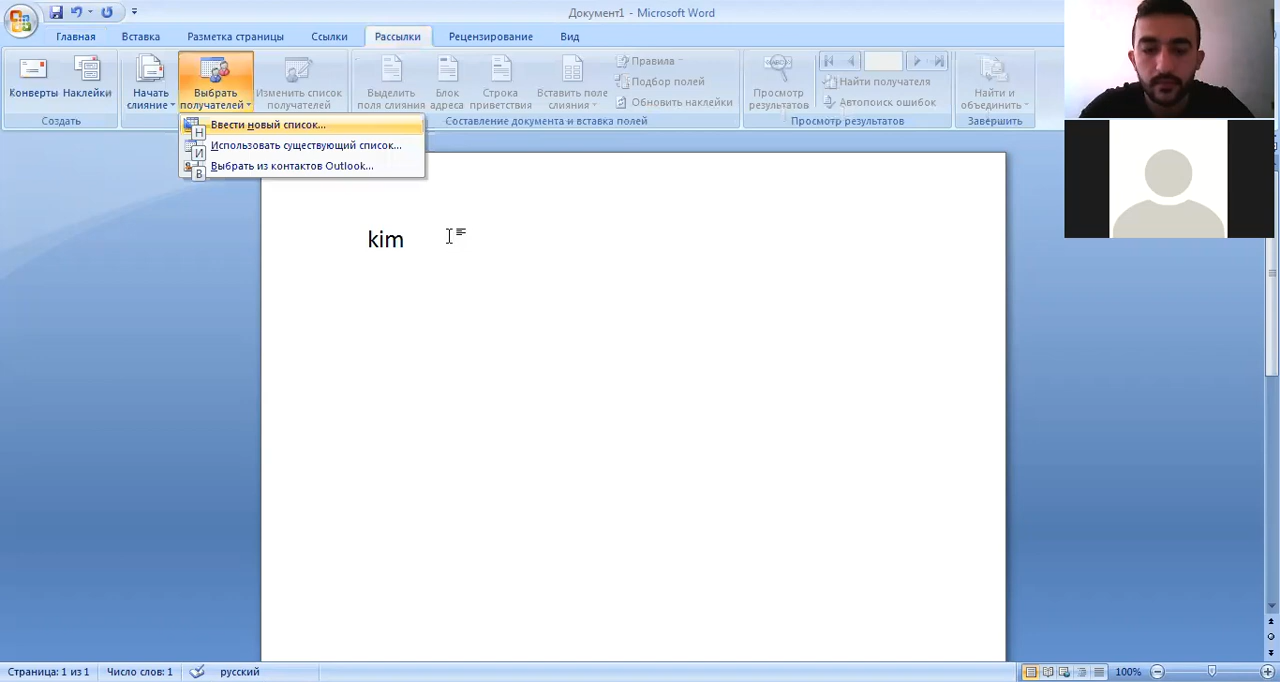 Документ1 - Microsoft Word
Главная Вставка Разметка страницы Ссылки Рассылки Рецензирование Вид
Конверты Наклейки
Создать
Начать слияние
Выбрать получателей
Изменить список получателей
Выделить поля слияния
Блок адреса
Строка приветствия
Вставить поле слияния
Правила
Подбор полей
Обновить наклейки
Составление документа и вставка полей
ABC
Просмотр результатов
Найти получателя
Автопоиск ошибок
Просмотр результатов
Найти и объединить
Завершить
Ввести новый список...
Н
Использовать существующий список...
И
Выбрать из контактов Outlook...
В
kim
Страница: 1 из 1 Число слов: 1 русский 100%